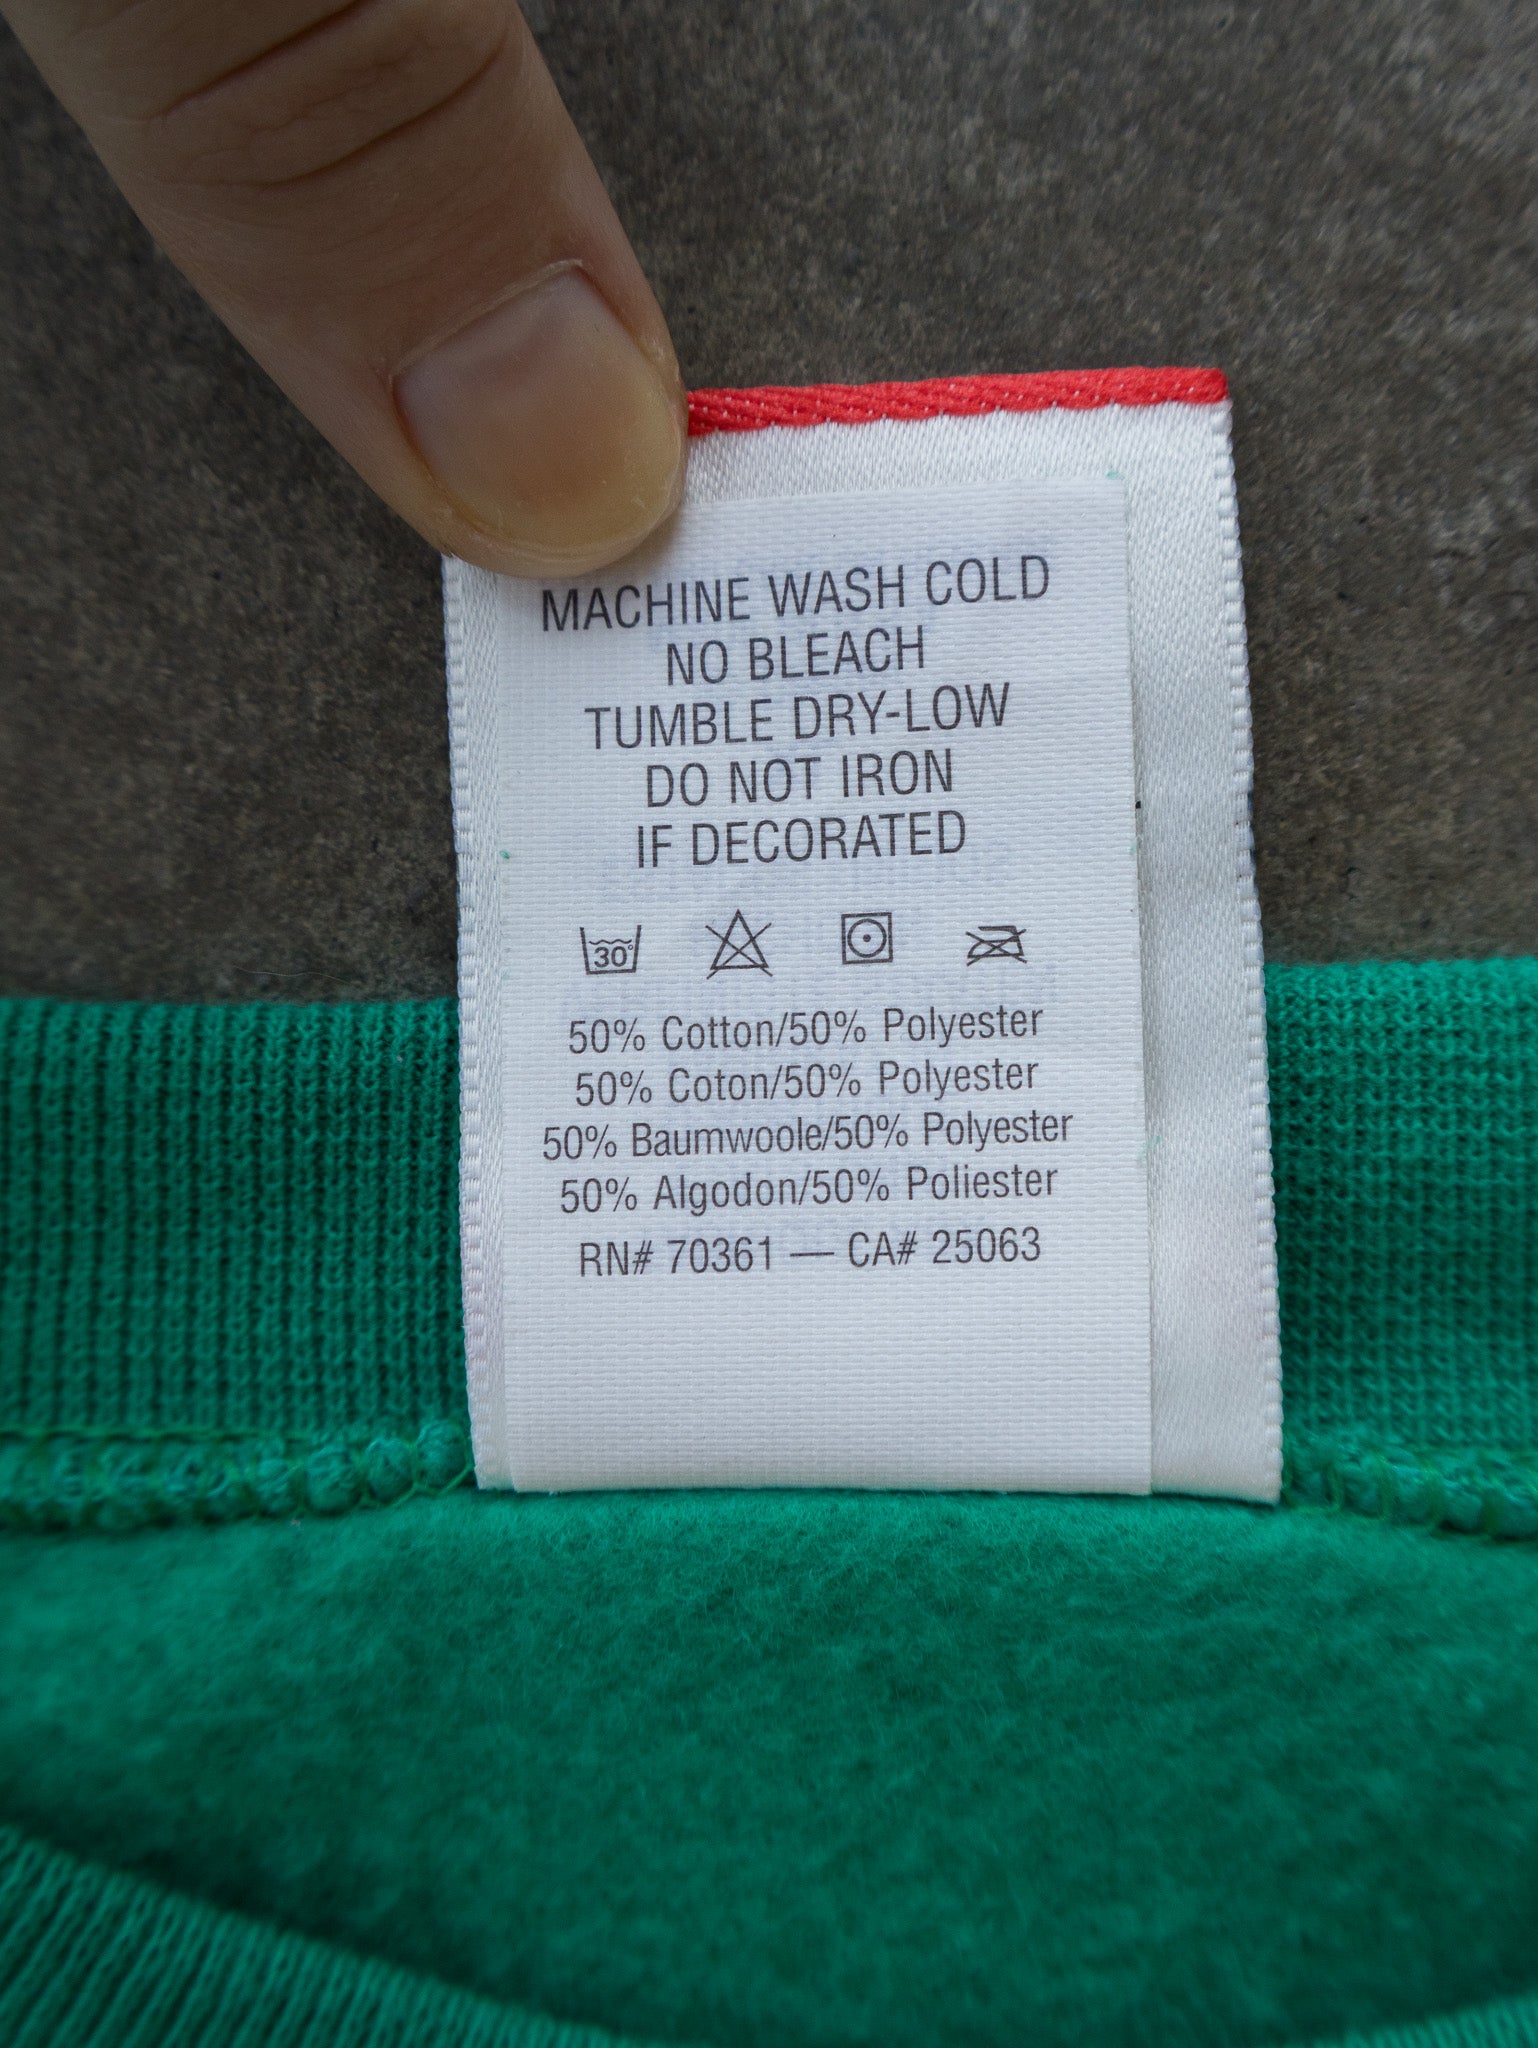 MACHINE WASH COLD
NO BLEACH
TUMBLE DRY-LOW
DO NOT IRON
IF DECORATED
30°
50% Cotton/50% Polyester
50% Coton/50% Polyester
50% Baumwoole/50% Polyester
50% Algodon/50% Poliester
RN# 70361 — CA# 25063